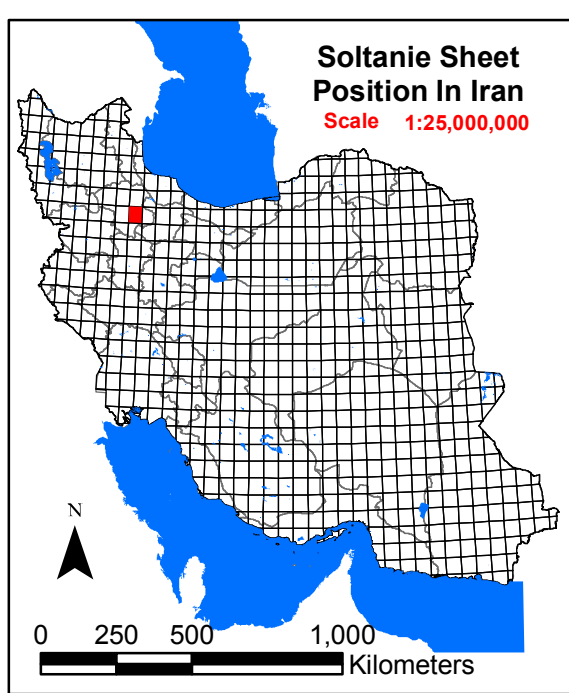 Soltanie Sheet
Position In Iran
Scale 1:25,000,000
N
0 250 500 1,000
Kilometers